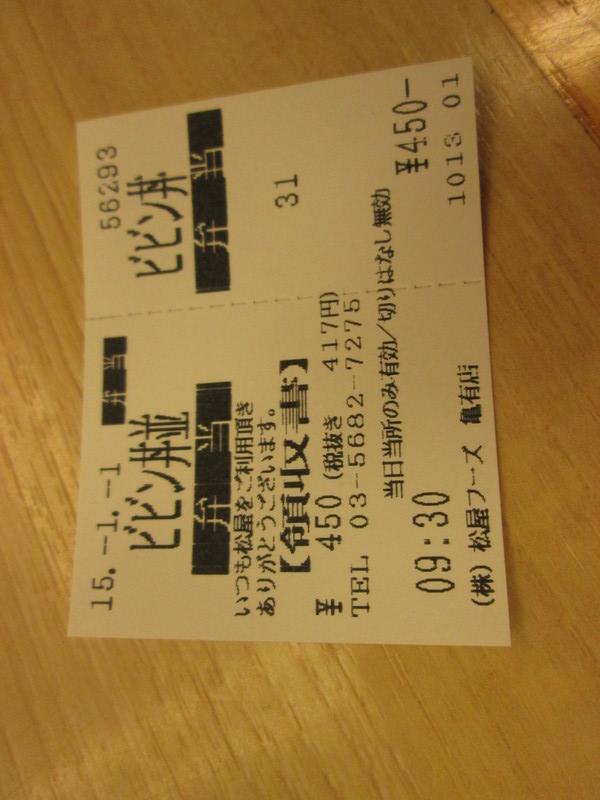 15.-1.-1 弁当
ビビン丼並
弁当
いつも松屋をご利用頂き
ありがとうございます。
【領収書】
¥ 450 (税抜き 417円)
TEL 03-5682-7275
当日当所のみ有効/切りはなし無効
09:30
(株) 松屋フーズ 亀有店
56293
ビビン丼
弁当
31
¥450-
1013 01